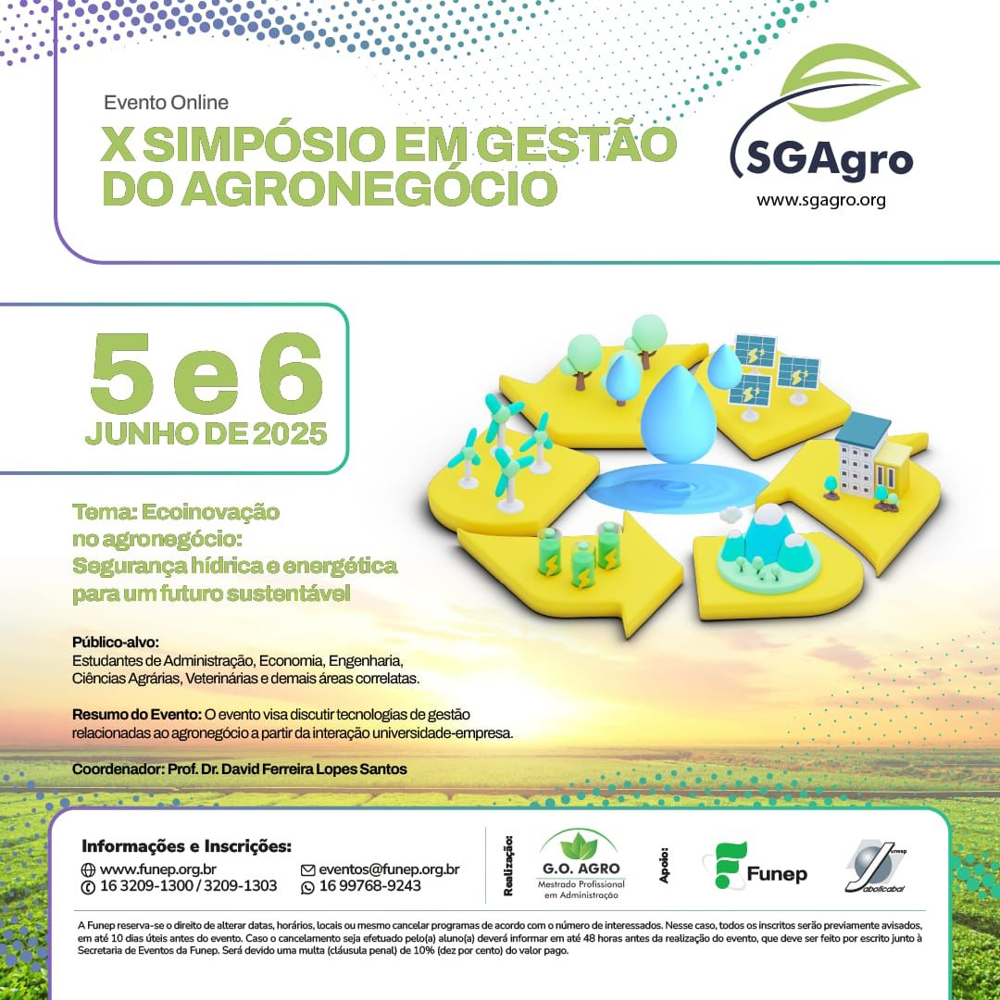 Evento Online
X SIMPÓSIO EM GESTÃO
DO AGRONEGÓCIO
SGAgro
www.sgagro.org
5 e 6
JUNHO DE 2025
Tema: Ecoinovação
no agronegócio:
Segurança hídrica e energética
para um futuro sustentável
Público-alvo:
Estudantes de Administração, Economia, Engenharia,
Ciências Agrárias, Veterinárias e demais áreas correlatas.
Resumo do Evento: O evento visa discutir tecnologias de gestão
relacionadas ao agronegócio a partir da interação universidade-empresa.
Coordenador: Prof. Dr. David Ferreira Lopes Santos
Informações e Inscrições:
www.funep.org.br
eventos@funep.org.br
16 3209-1300 / 3209-1303
16 99768-9243
Realização:
G.O. AGRO
Mestrado Profissional
em Administração
Apoio:
Funep
unesp
Jaboticabal
A Funep reserva-se o direito de alterar datas, horários, locais ou mesmo cancelar programas de acordo com o número de interessados. Nesse caso, todos os inscritos serão previamente avisados,
em até 10 dias úteis antes do evento. Caso o cancelamento seja efetuado pelo(a) aluno(a) deverá informar em até 48 horas antes da realização do evento, que deve ser feito por escrito junto à
Secretaria de Eventos da Funep. Será devido uma multa (cláusula penal) de 10% (dez por cento) do valor pago.